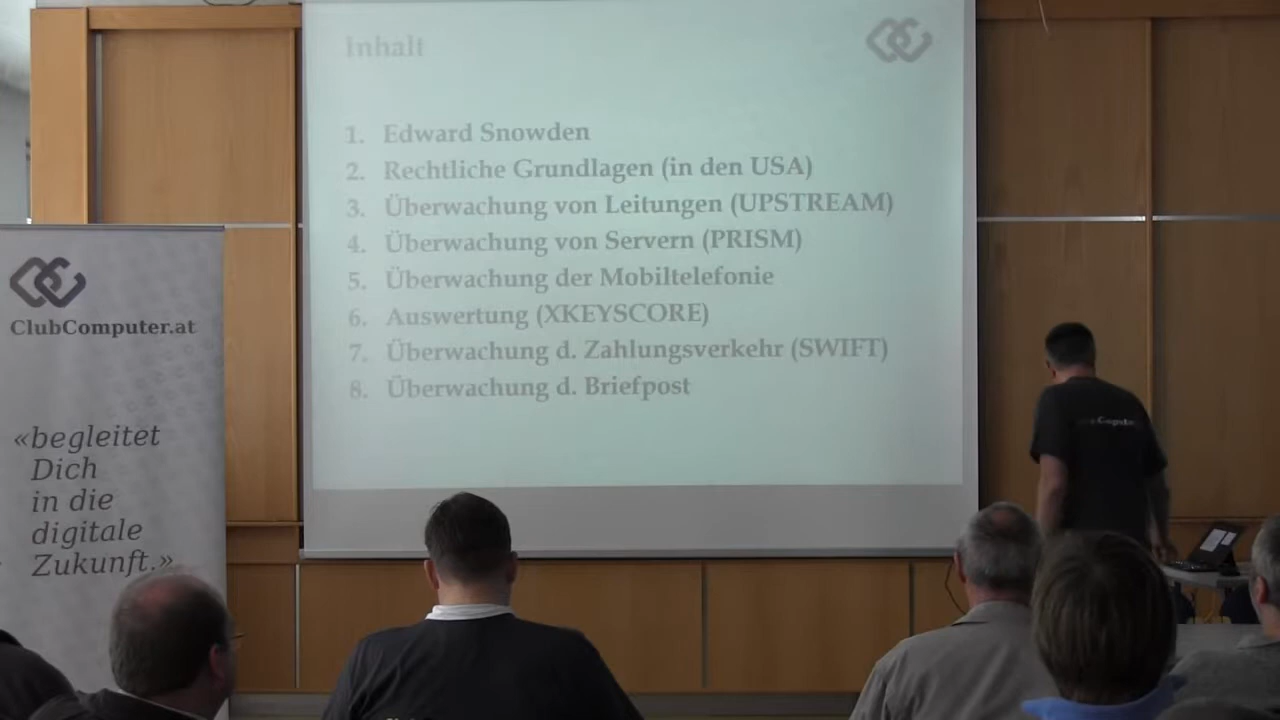 Inhalt
1. Edward Snowden
2. Rechtliche Grundlagen (in den USA)
3. Überwachung von Leitungen (UPSTREAM)
4. Überwachung von Servern (PRISM)
5. Überwachung der Mobiltelefonie
6. Auswertung (XKEYSCORE)
7. Überwachung d. Zahlungsverkehr (SWIFT)
8. Überwachung d. Briefpost
ClubComputer.at
«begleitet
Dich
in die
digitale
Zukunft.»